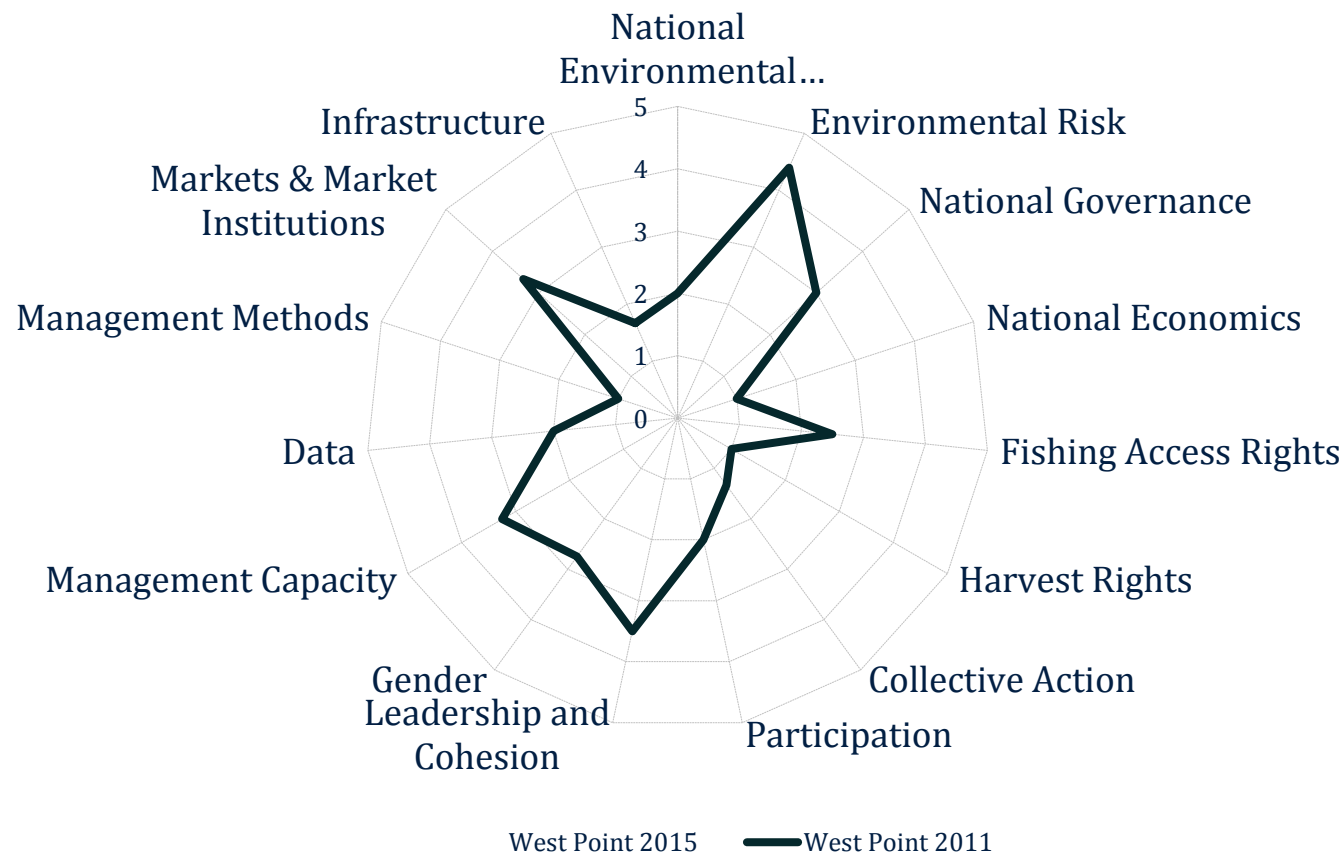 National
Environmental...
Environmental Risk
National Governance
National Economics
Fishing Access Rights
Harvest Rights
Collective Action
Participation
Leadership and
Cohesion
Gender
Management Capacity
Data
Management Methods
Markets & Market
Institutions
Infrastructure
5
4
3
2
1
0
West Point 2015
West Point 2011